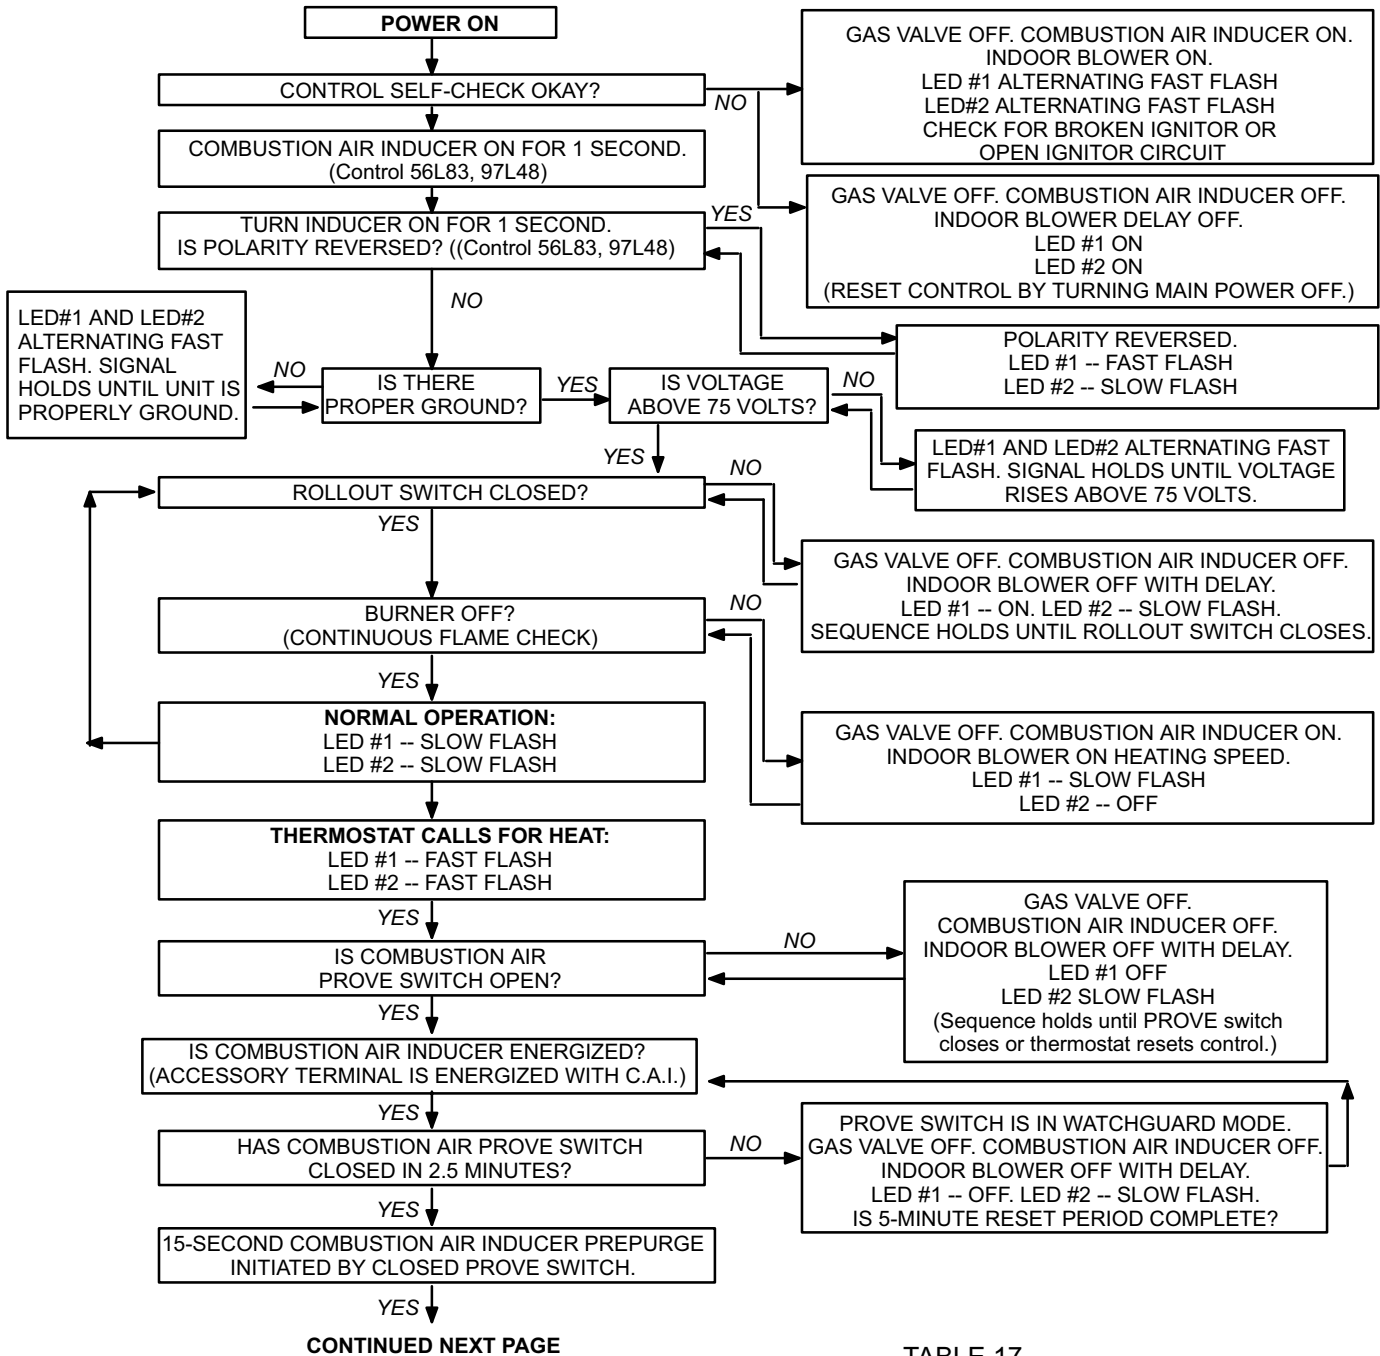 POWER ON
GAS VALVE OFF. COMBUSTION AIR INDUCER ON.
INDOOR BLOWER ON.
LED #1 ALTERNATING FAST FLASH
LED#2 ALTERNATING FAST FLASH
CHECK FOR BROKEN IGNITOR OR
OPEN IGNITOR CIRCUIT
CONTROL SELF-CHECK OKAY?
NO
COMBUSTION AIR INDUCER ON FOR 1 SECOND.
(Control 56L83, 97L48)
GAS VALVE OFF. COMBUSTION AIR INDUCER OFF.
INDOOR BLOWER DELAY OFF.
LED #1 ON
LED #2 ON
(RESET CONTROL BY TURNING MAIN POWER OFF.)
TURN INDUCER ON FOR 1 SECOND.
IS POLARITY REVERSED? ((Control 56L83, 97L48)
YES
NO
POLARITY REVERSED.
LED #1 -- FAST FLASH
LED #2 -- SLOW FLASH
LED#1 AND LED#2
ALTERNATING FAST
FLASH. SIGNAL
HOLDS UNTIL UNIT IS
PROPERLY GROUND.
NO
IS THERE
PROPER GROUND?
YES
IS VOLTAGE
ABOVE 75 VOLTS?
NO
LED#1 AND LED#2 ALTERNATING FAST
FLASH. SIGNAL HOLDS UNTIL VOLTAGE
RISES ABOVE 75 VOLTS.
YES
ROLLOUT SWITCH CLOSED?
NO
YES
GAS VALVE OFF. COMBUSTION AIR INDUCER OFF.
INDOOR BLOWER OFF WITH DELAY.
LED #1 -- ON. LED #2 -- SLOW FLASH.
SEQUENCE HOLDS UNTIL ROLLOUT SWITCH CLOSES.
BURNER OFF?
(CONTINUOUS FLAME CHECK)
NO
YES
GAS VALVE OFF. COMBUSTION AIR INDUCER ON.
INDOOR BLOWER ON HEATING SPEED.
LED #1 -- SLOW FLASH
LED #2 -- OFF
NORMAL OPERATION:
LED #1 -- SLOW FLASH
LED #2 -- SLOW FLASH
THERMOSTAT CALLS FOR HEAT:
LED #1 -- FAST FLASH
LED #2 -- FAST FLASH
YES
IS COMBUSTION AIR
PROVE SWITCH OPEN?
NO
GAS VALVE OFF.
COMBUSTION AIR INDUCER OFF.
INDOOR BLOWER OFF WITH DELAY.
LED #1 OFF
LED #2 SLOW FLASH
(Sequence holds until PROVE switch
closes or thermostat resets control.)
YES
IS COMBUSTION AIR INDUCER ENERGIZED?
(ACCESSORY TERMINAL IS ENERGIZED WITH C.A.I.)
YES
HAS COMBUSTION AIR PROVE SWITCH
CLOSED IN 2.5 MINUTES?
NO
PROVE SWITCH IS IN WATCHGUARD MODE.
GAS VALVE OFF. COMBUSTION AIR INDUCER OFF.
INDOOR BLOWER OFF WITH DELAY.
LED #1 -- OFF. LED #2 -- SLOW FLASH.
IS 5-MINUTE RESET PERIOD COMPLETE?
YES
15-SECOND COMBUSTION AIR INDUCER PREPURGE
INITIATED BY CLOSED PROVE SWITCH.
YES
CONTINUED NEXT PAGE
TABLE 17